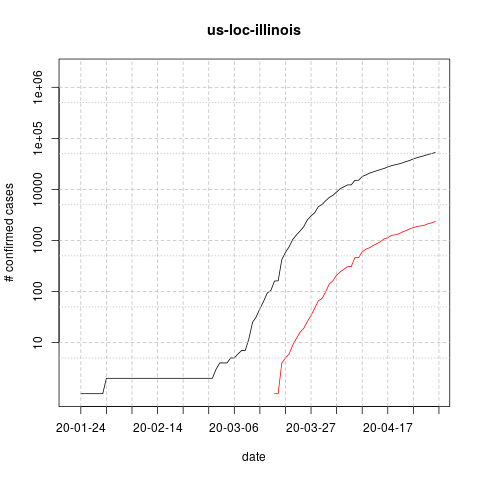 us-loc-illinois
# confirmed cases
1e+06
1e+05
10000
1000
100
10
20-01-24 20-02-14 20-03-06 20-03-27 20-04-17
date